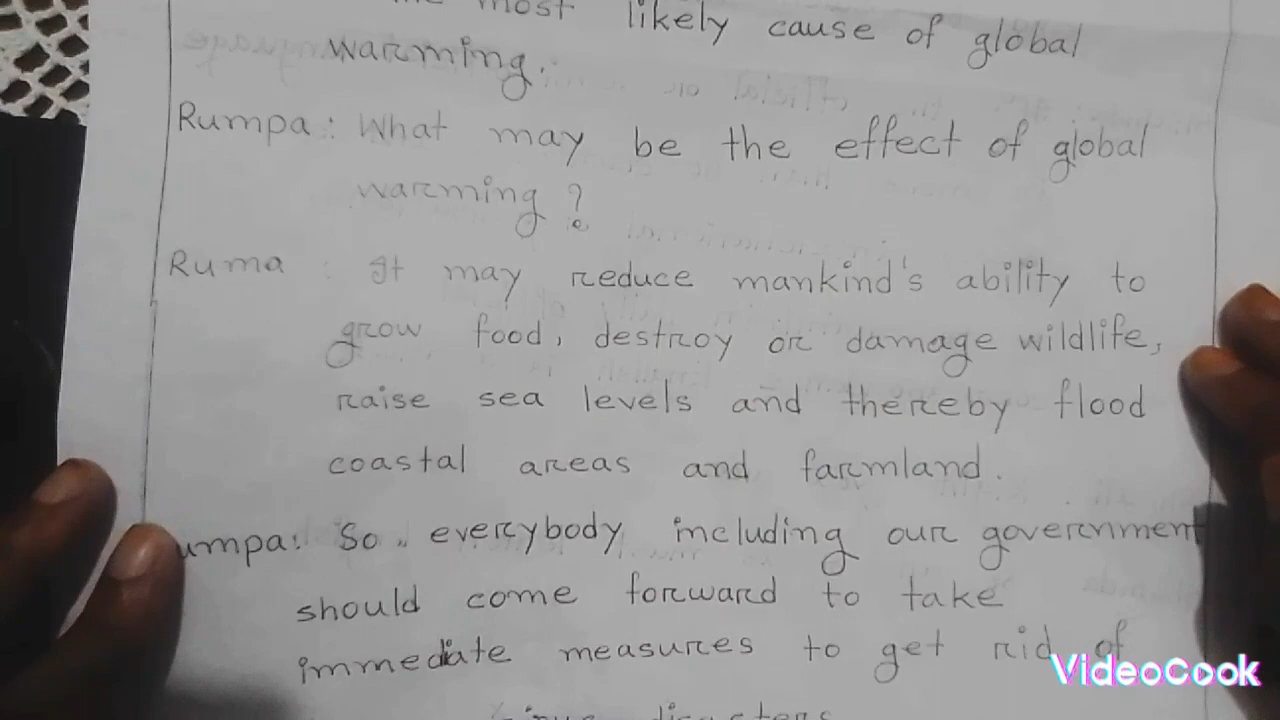 most likely cause of global
warming.
Rumpa: What may be the effect of global
warming?
Ruma : It may reduce mankind's ability to
grow food, destroy or damage wildlife,
raise sea levels and thereby flood
coastal areas and farmland.
umpa: So, everybody including our government
should come forward to take
immediate measures to get rid of
VideoCook